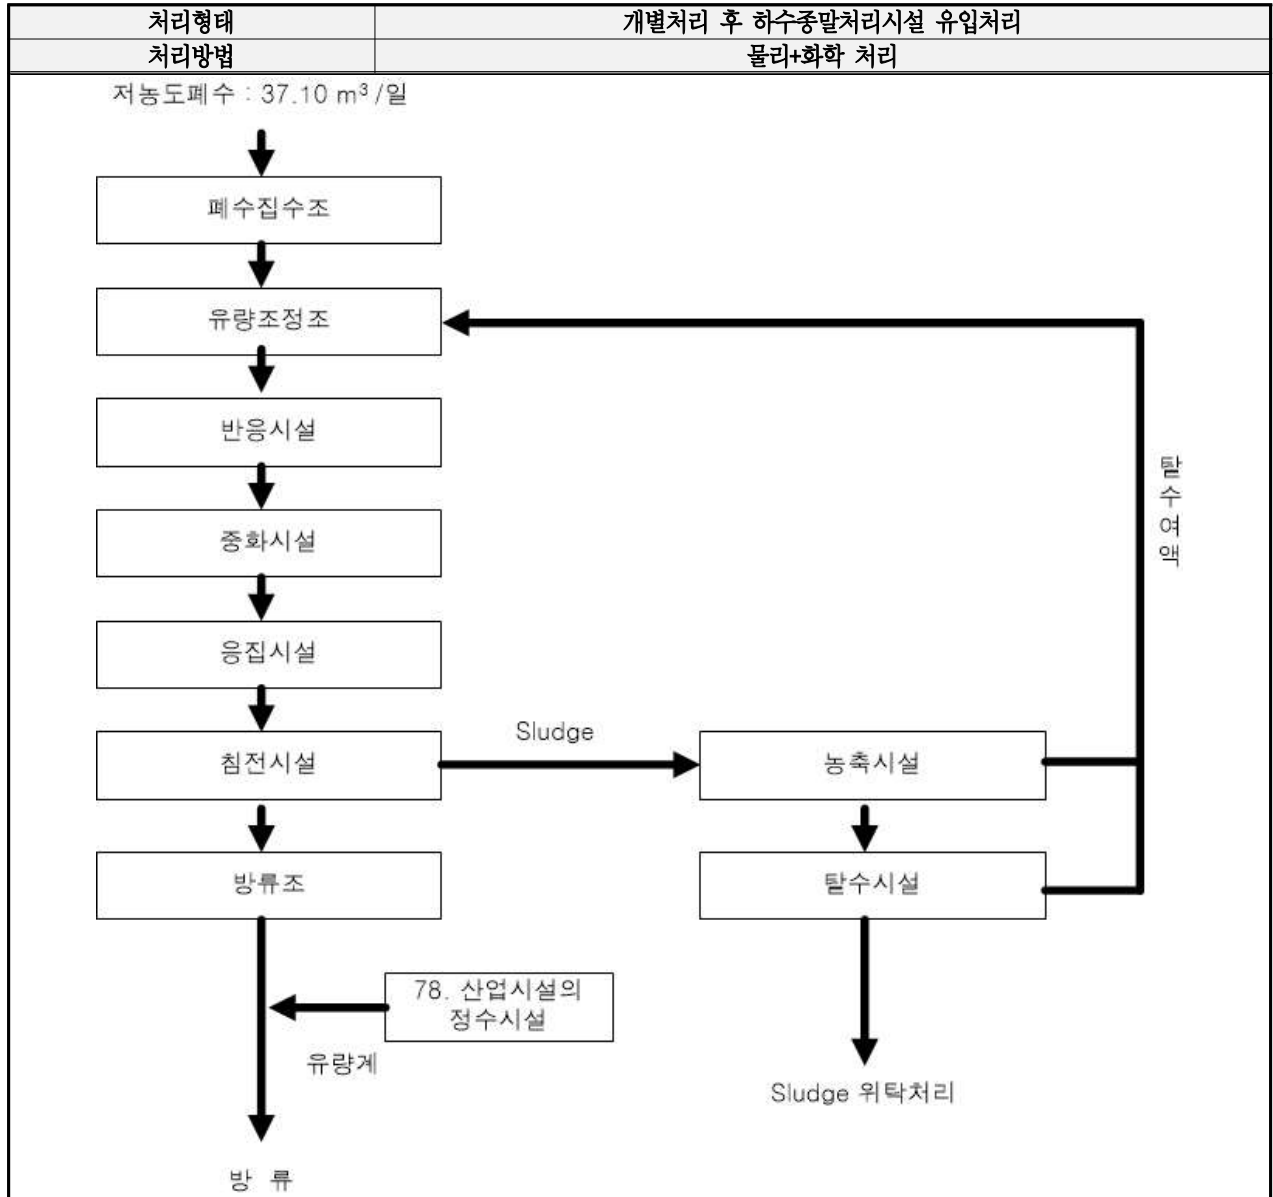 처리형태 개별처리 후 하수종말처리시설 유입처리
처리방법 물리+화학 처리
저농도폐수 : 37.10 m³/일
폐수집수조
유량조정조
반응시설
중화시설
응집시설
침전시설
Sludge
농축시설
탈수여액
방류조
탈수시설
78. 산업시설의
정수시설
유량계
Sludge 위탁처리
방 류